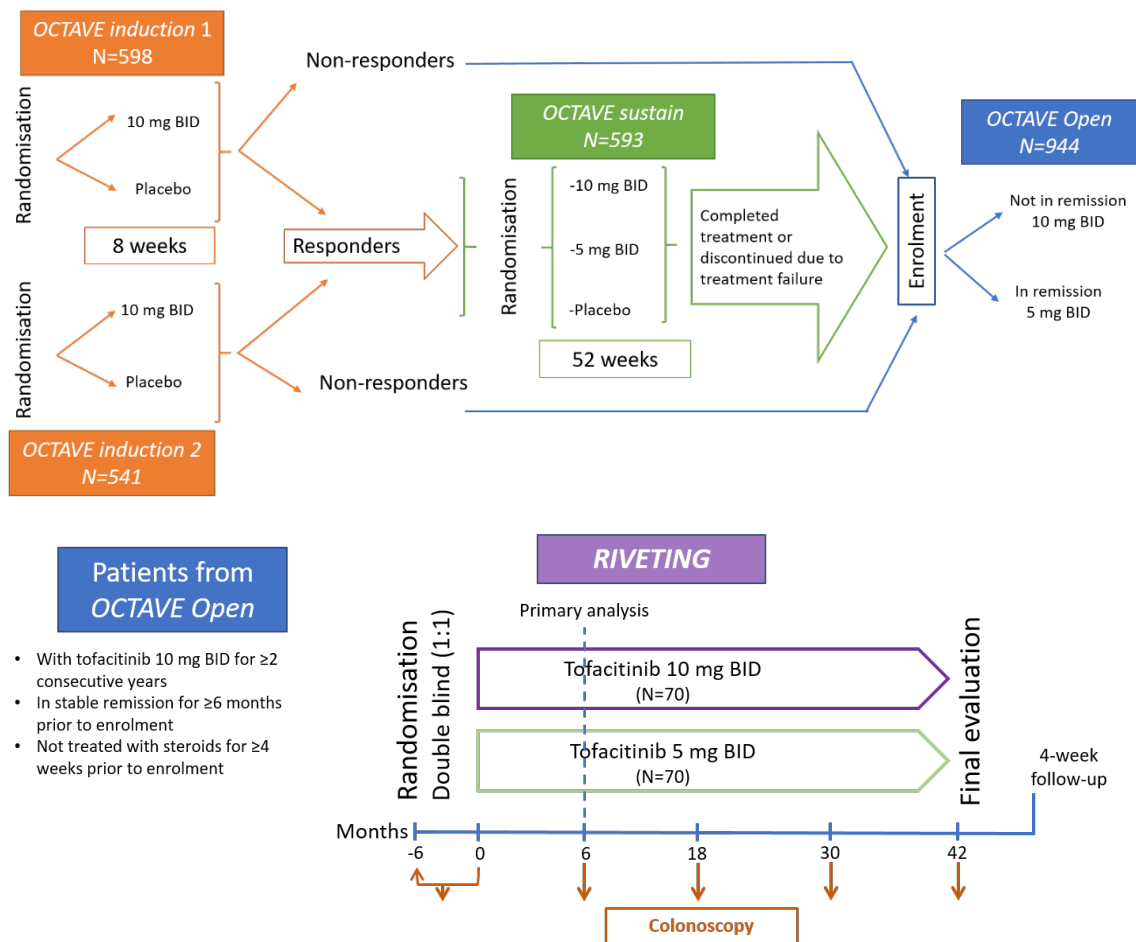 OCTAVE induction 1
N=598
Randomisation
10 mg BID
Placebo
8 weeks
Randomisation
10 mg BID
Placebo
OCTAVE induction 2
N=541
Non-responders
Responders
Non-responders
OCTAVE sustain
N=593
Randomisation
-10 mg BID
-5 mg BID
-Placebo
52 weeks
Completed
treatment or
discontinued due to
treatment failure
Enrolment
OCTAVE Open
N=944
Not in remission
10 mg BID
In remission
5 mg BID
Patients from
OCTAVE Open
• With tofacitinib 10 mg BID for ≥2
consecutive years
• In stable remission for ≥6 months
prior to enrolment
• Not treated with steroids for ≥4
weeks prior to enrolment
RIVETING
Primary analysis
Randomisation
Double blind (1:1)
Tofacitinib 10 mg BID
(N=70)
Tofacitinib 5 mg BID
(N=70)
Final evaluation
4-week
follow-up
Months
-6 0 6 18 30 42
Colonoscopy